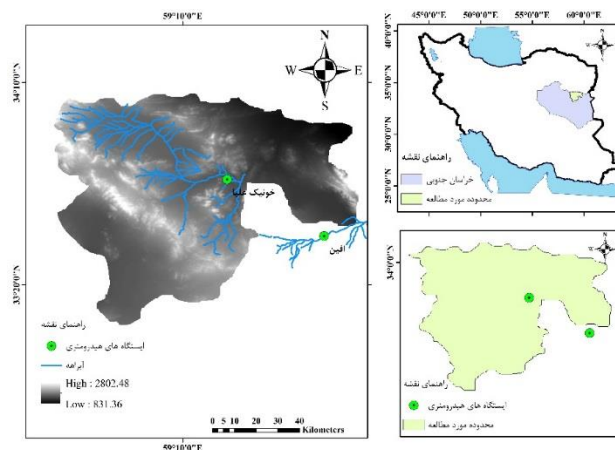 59°10'0"E
34°10'0"N
N
W E
S
خونیک علیا
افین
33°20'0"N
راهنمای نقشه
ایستگاه های هیدرومتری
آبراهه
High : 2802.48
Low : 831.36
0 5 10 20 30 40
Kilometers
59°10'0"E
45°0'0"N 50°0'0"N 55°0'0"N 60°0'0"N
40°0'0"N
35°0'0"N
30°0'0"N
25°0'0"N
راهنمای نقشه
خراسان جنوبی
محدوده مورد مطالعه
34°0'0"N
راهنمای نقشه
ایستگاه های هیدرومتری
محدوده مورد مطالعه